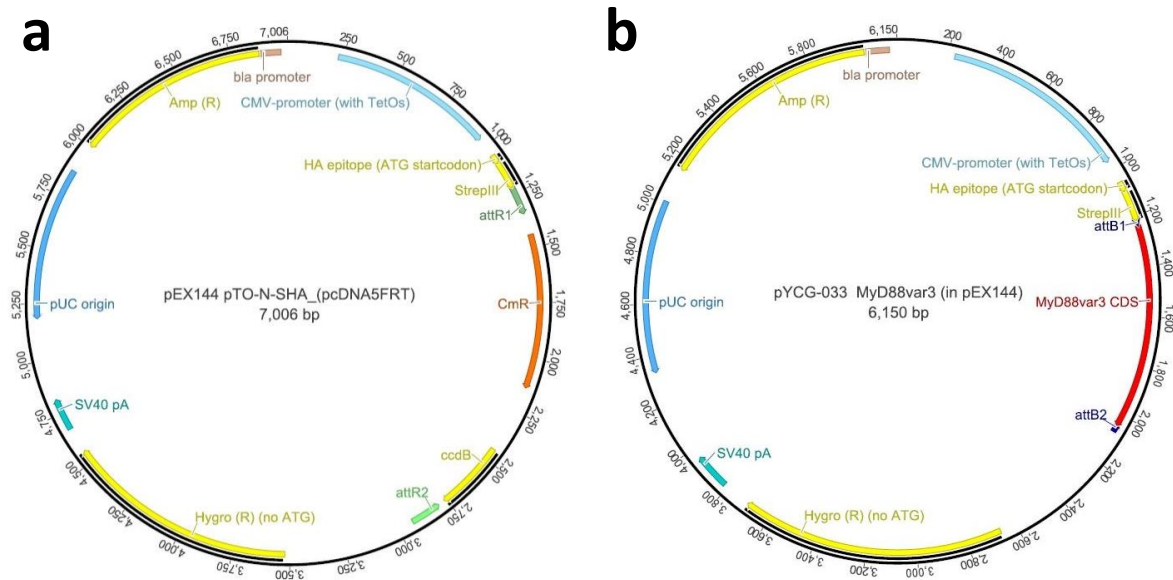 a
7,006
250
500
750
1,000
1,250
1,500
1,750
2,000
2,250
2,500
2,750
3,000
3,250
3,500
3,750
4,000
4,250
4,500
4,750
5,000
5,250
5,500
5,750
6,000
6,250
6,500
6,750
bla promoter
Amp (R)
CMV-promoter (with TetOs)
HA epitope (ATG startcodon)
StrepIII
attR1
CmR
pEX144 pTO-N-SHA_(pcDNA5FRT)
7,006 bp
pUC origin
SV40 pA
ccdB
attR2
Hygro (R) (no ATG)
b
6,150
200
400
600
800
1,000
1,200
1,400
1,600
1,800
2,000
2,200
2,400
2,600
2,800
3,000
3,200
3,400
3,600
3,800
4,000
4,200
4,400
4,600
4,800
5,000
5,200
5,400
5,600
5,800
bla promoter
Amp (R)
CMV-promoter (with TetOs)
HA epitope (ATG startcodon)
StrepIII
attB1
pYCG-033 MyD88var3 (in pEX144)
6,150 bp
MyD88var3 CDS
pUC origin
attB2
SV40 pA
Hygro (R) (no ATG)